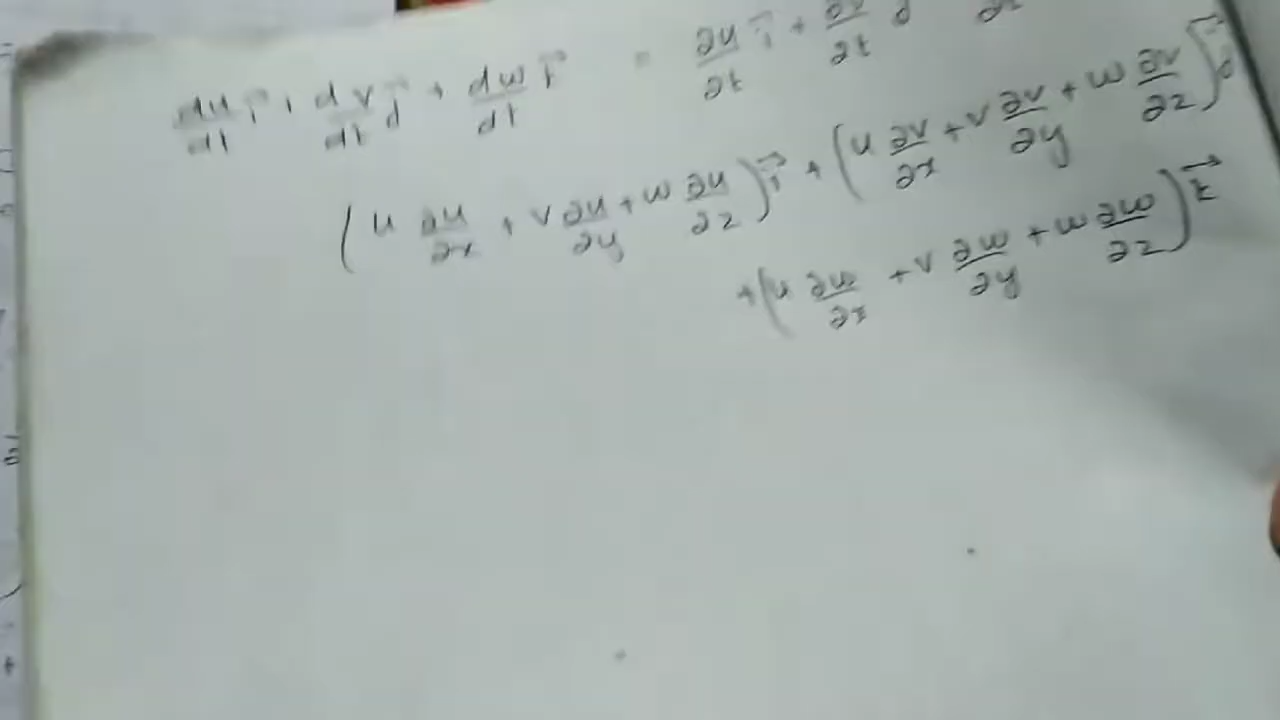 du/dt i⃗ + dv/dt j⃗ + dw/dt k⃗ = ∂u/∂t i⃗ + ∂v/∂t j
(u ∂u/∂x + v ∂u/∂y + w ∂u/∂z) i⃗ + (u ∂v/∂x + v ∂v/∂y + w ∂v/∂z) j⃗
+ (u ∂w/∂x + v ∂w/∂y + w ∂w/∂z) k⃗